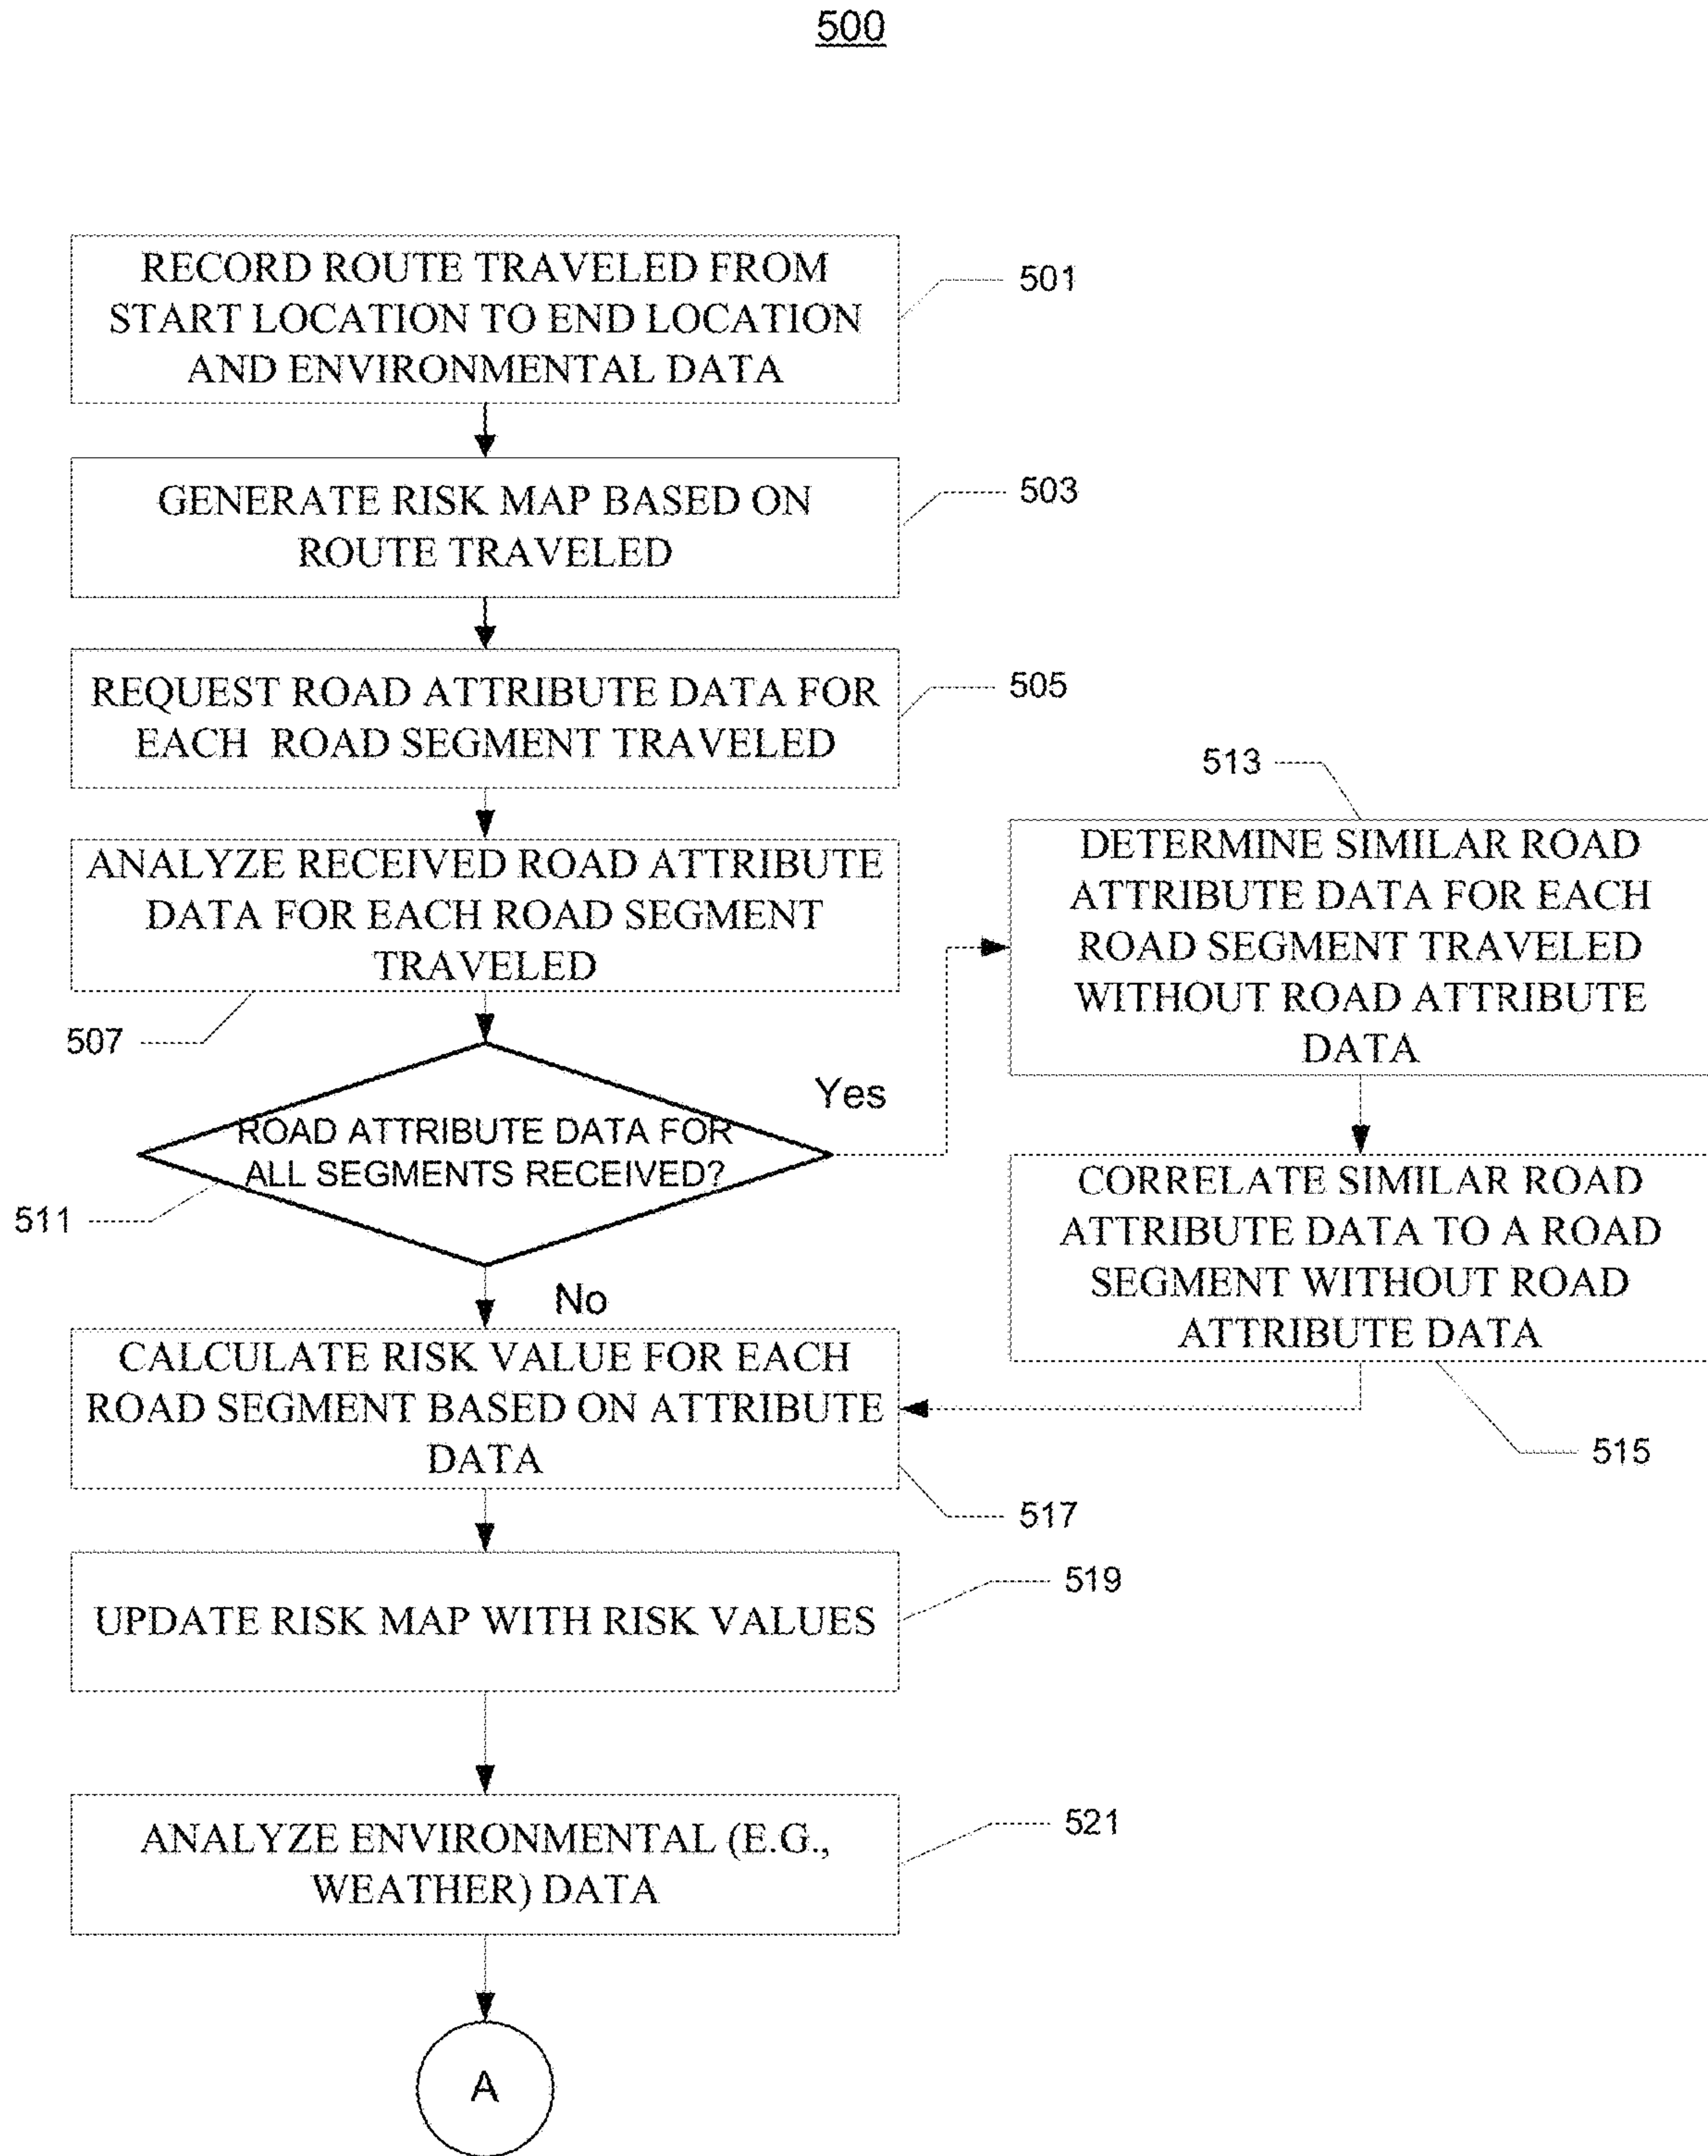 500
RECORD ROUTE TRAVELED FROM
START LOCATION TO END LOCATION
AND ENVIRONMENTAL DATA
501
GENERATE RISK MAP BASED ON
ROUTE TRAVELED
503
REQUEST ROAD ATTRIBUTE DATA FOR
EACH ROAD SEGMENT TRAVELED
505
ANALYZE RECEIVED ROAD ATTRIBUTE
DATA FOR EACH ROAD SEGMENT
TRAVELED
507
ROAD ATTRIBUTE DATA FOR
ALL SEGMENTS RECEIVED?
511
Yes
No
513
DETERMINE SIMILAR ROAD
ATTRIBUTE DATA FOR EACH
ROAD SEGMENT TRAVELED
WITHOUT ROAD ATTRIBUTE
DATA
CORRELATE SIMILAR ROAD
ATTRIBUTE DATA TO A ROAD
SEGMENT WITHOUT ROAD
ATTRIBUTE DATA
515
CALCULATE RISK VALUE FOR EACH
ROAD SEGMENT BASED ON ATTRIBUTE
DATA
517
UPDATE RISK MAP WITH RISK VALUES
519
ANALYZE ENVIRONMENTAL (E.G.,
WEATHER) DATA
521
A